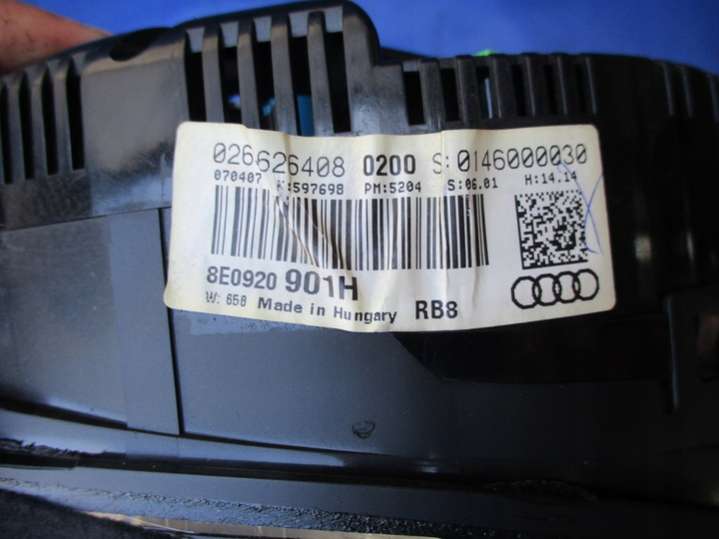 026626408 0200 S:0146000030
070407 K:597698 PM:5204 S:06.01 H:14.14
8E0920 901H
W: 658 Made in Hungary RB8